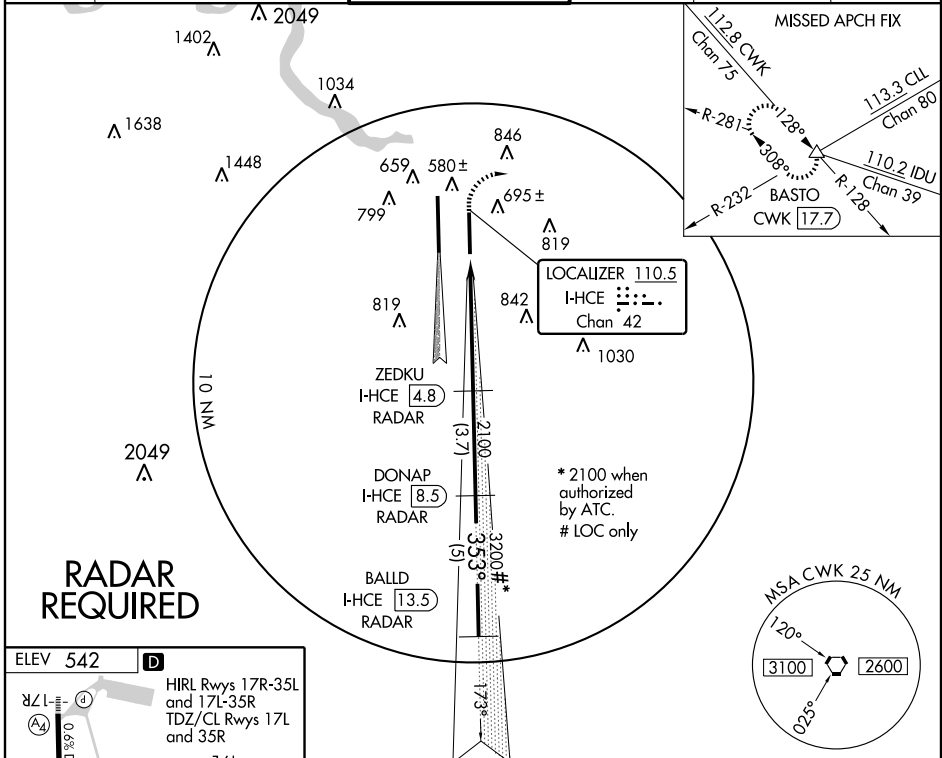 2049
1402
1034
1638
1448
659
580±
846
799
695±
819
MISSED APCH FIX
112.8 CWK
Chan 75
113.3 CLL
Chan 80
R-281
128°
308°
110.2 IDU
Chan 39
R-232
BASTO
CWK 17.7
R-128
LOCALIZER 110.5
I-HCE
Chan 42
819
842
1030
10 NM
ZEDKU
I-HCE 4.8
RADAR
2100
(3.7)
2049
DONAP
I-HCE 8.5
RADAR
* 2100 when
authorized
by ATC.
# LOC only
3200#*
353°
(5)
RADAR
REQUIRED
BALLD
I-HCE 13.5
RADAR
173°
MSA CWK 25 NM
120°
3100
2600
025°
ELEV 542
D
17R
P
A4
HIRL Rwys 17R-35L
and 17L-35R
TDZ/CL Rwys 17L
and 35R